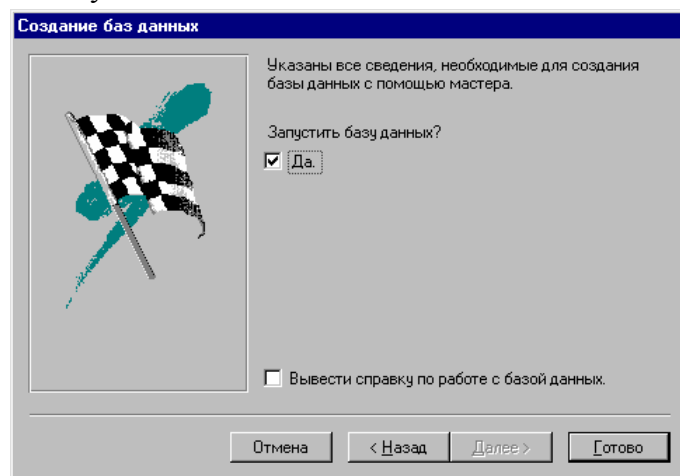 Создание баз данных
Указаны все сведения, необходимые для создания
базы данных с помощью мастера.
Запустить базу данных?
Да.
Вывести справку по работе с базой данных.
Отмена
< Назад
Далее >
Готово